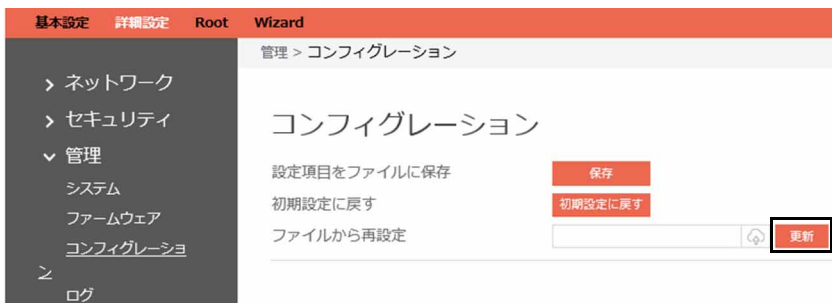 基本設定 詳細設定 Root Wizard
管理 > コンフィグレーション
ネットワーク
セキュリティ
管理
システム
ファームウェア
コンフィグレーショ
ン
ログ
コンフィグレーション
設定項目をファイルに保存 保存
初期設定に戻す 初期設定に戻す
ファイルから再設定 更新